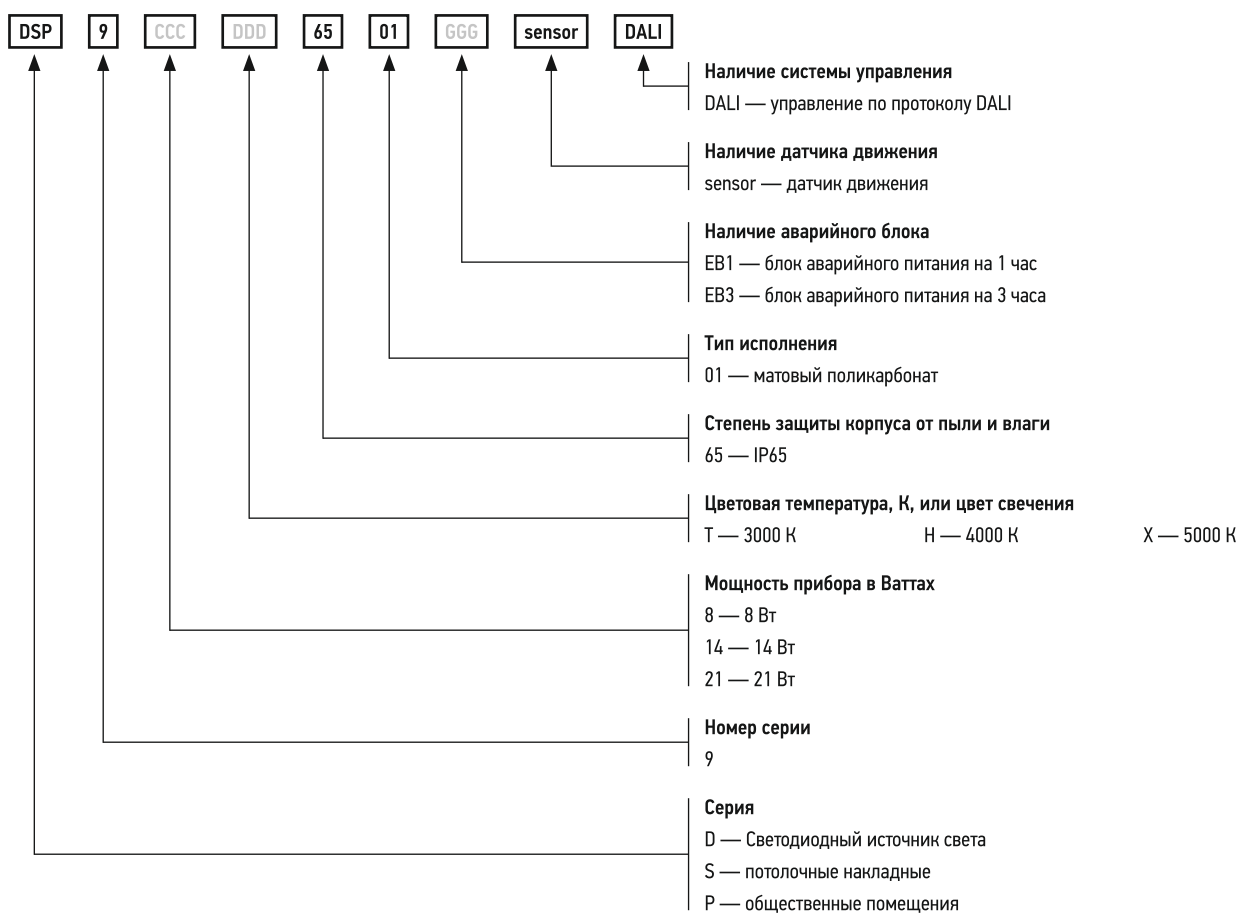 DSP 9 CCC DDD 65 01 GGG sensor DALI
Наличие системы управления
DALI — управление по протоколу DALI
Наличие датчика движения
sensor — датчик движения
Наличие аварийного блока
EB1 — блок аварийного питания на 1 час
EB3 — блок аварийного питания на 3 часа
Тип исполнения
01 — матовый поликарбонат
Степень защиты корпуса от пыли и влаги
65 — IP65
Цветовая температура, К, или цвет свечения
Т — 3000 К Н — 4000 К Х — 5000 К
Мощность прибора в Ваттах
8 — 8 Вт
14 — 14 Вт
21 — 21 Вт
Номер серии
9
Серия
D — Светодиодный источник света
S — потолочные накладные
P — общественные помещения